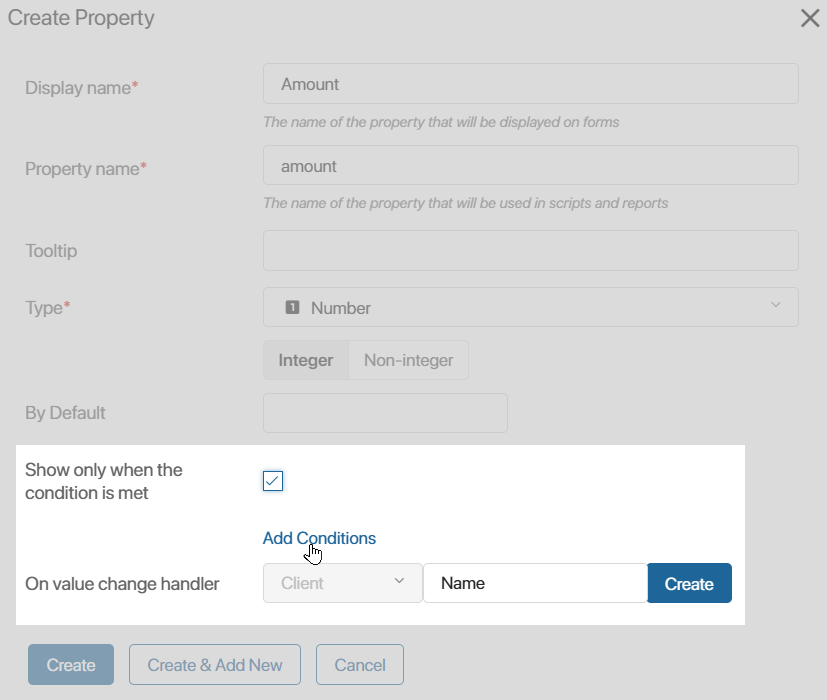 Create Property
Display name*
Amount
The name of the property that will be displayed on forms
Property name*
amount
The name of the property that will be used in scripts and reports
Tooltip
Type*
1 Number
Integer Non-integer
By Default
Show only when the
condition is met
Add Conditions
On value change handler
Client Name Create
Create Create & Add New Cancel